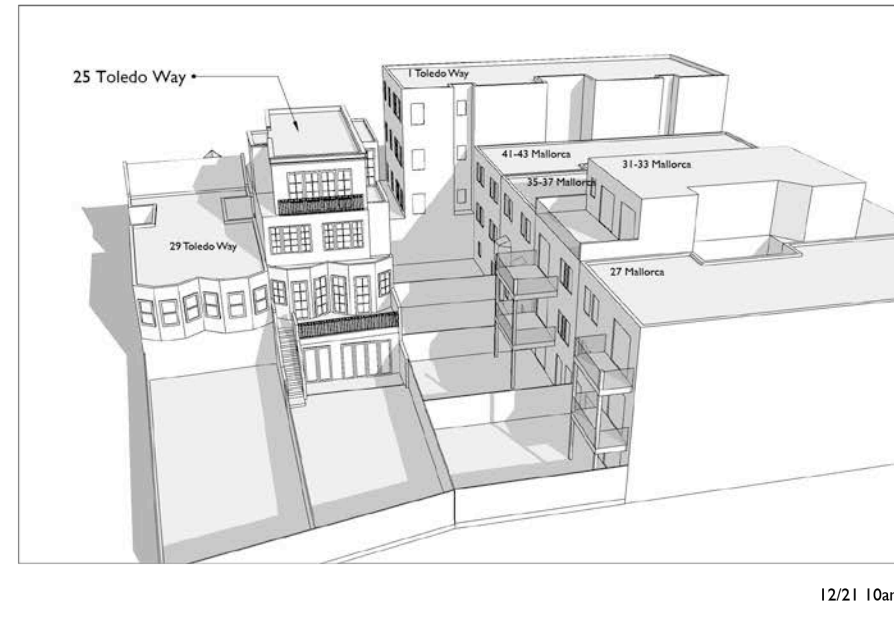 25 Toledo Way
1 Toledo Way
41-43 Mallorca
31-33 Mallorca
35-37 Mallorca
29 Toledo Way
27 Mallorca
12/21 10a